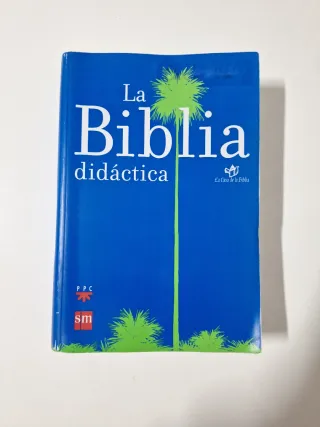 La
Biblia
didáctica
La Casa de la Biblia
PPC
sm